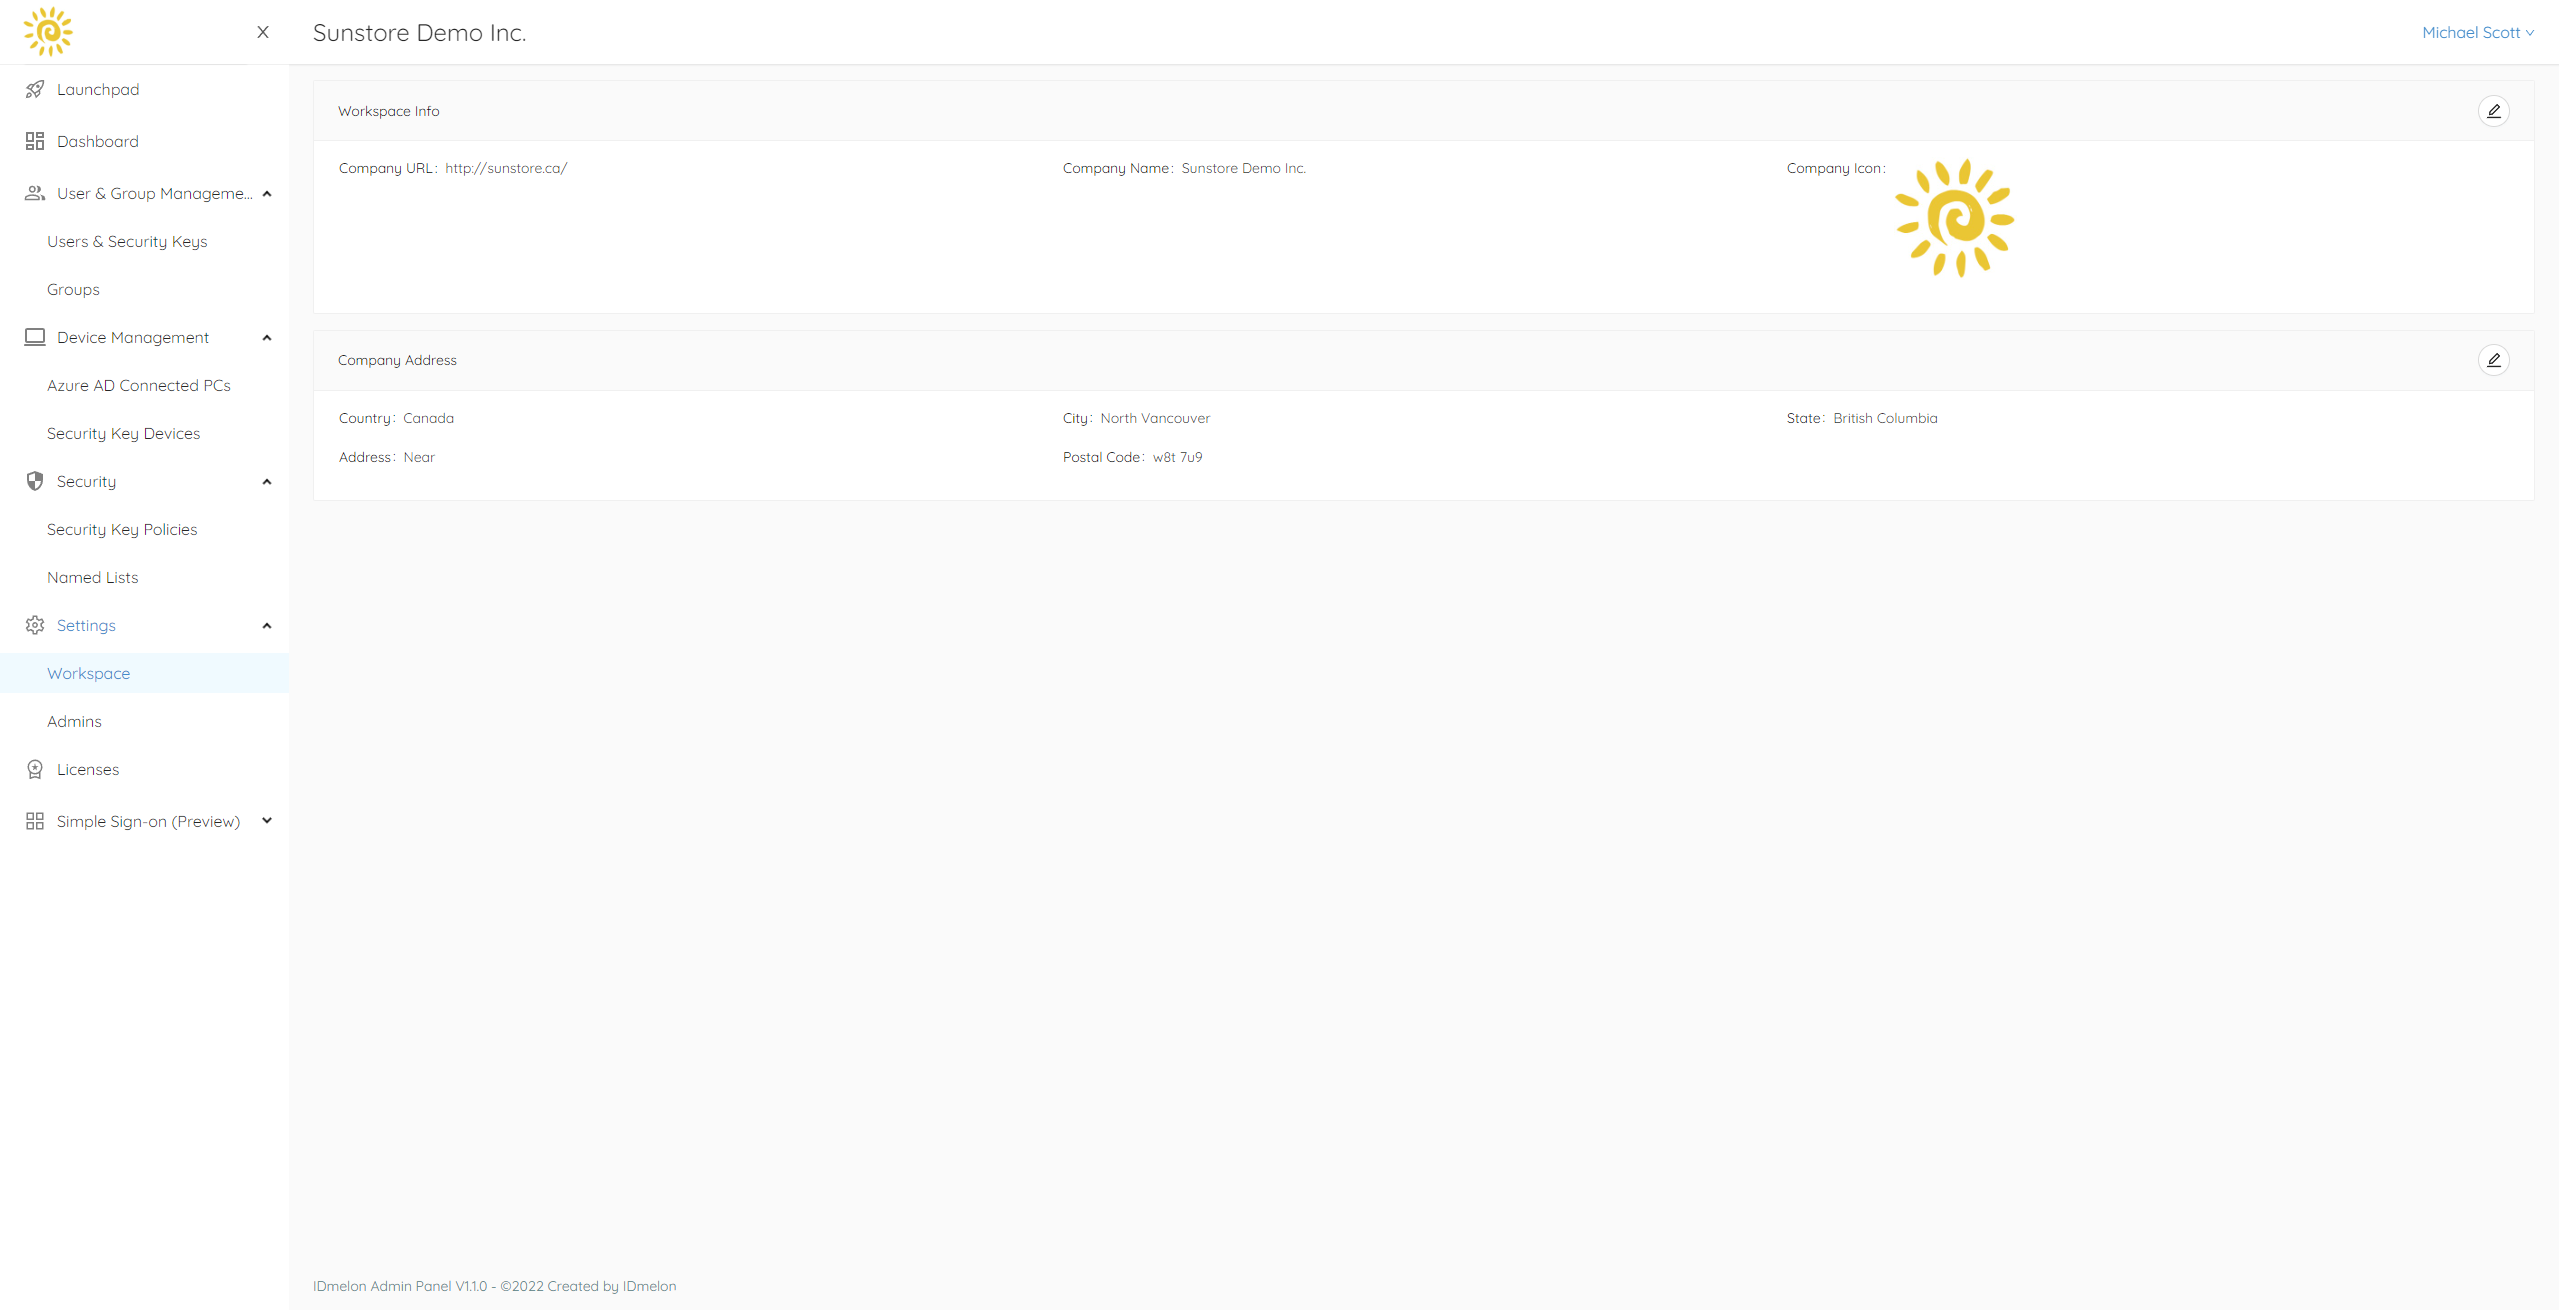 Sunstore Demo Inc.
Michael Scott
Launchpad
Dashboard
User & Group Manageme...
Users & Security Keys
Groups
Device Management
Azure AD Connected PCs
Security Key Devices
Security
Security Key Policies
Named Lists
Settings
Workspace
Admins
Licenses
Simple Sign-on (Preview)
Workspace Info
Company URL: http://sunstore.ca/
Company Name: Sunstore Demo Inc.
Company Icon:
Company Address
Country: Canada
City: North Vancouver
State: British Columbia
Address: Near
Postal Code: w8t 7u9
IDmelon Admin Panel V1.1.0 - ©2022 Created by IDmelon